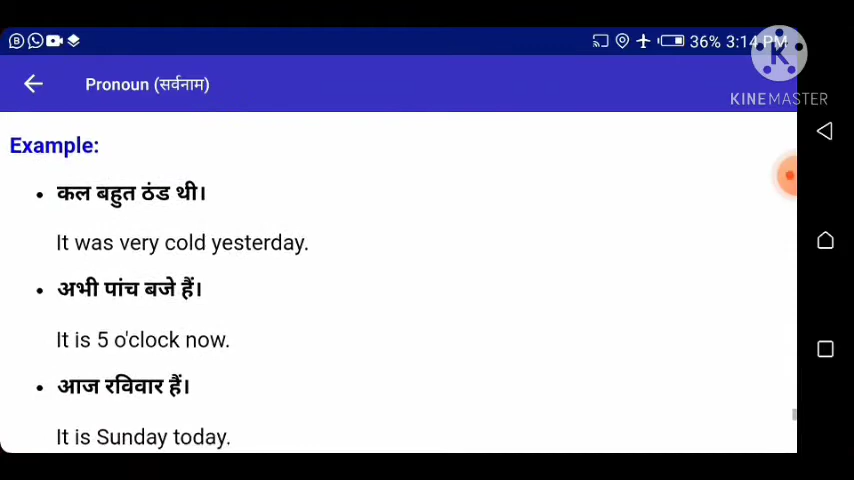 36% 3:14 PM
Pronoun (सर्वनाम)
K
KINEMASTER
Example:
• कल बहुत ठंड थी।
It was very cold yesterday.
• अभी पांच बजे हैं।
It is 5 o'clock now.
• आज रविवार हैं।
It is Sunday today.